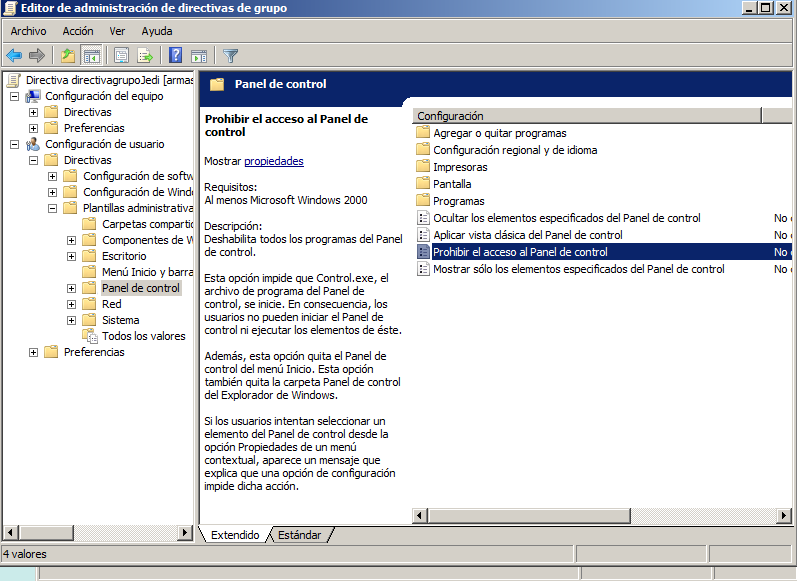 Editor de administración de directivas de grupo
Archivo Acción Ver Ayuda
Directiva directivagrupoJedi [armas
Configuración del equipo
Directivas
Preferencias
Configuración de usuario
Directivas
Configuración de softw
Configuración de Windo
Plantillas administrativa
Carpetas compartic
Componentes de W
Escritorio
Menú Inicio y barra
Panel de control
Red
Sistema
Todos los valores
Preferencias
Panel de control
Prohibir el acceso al Panel de
control
Mostrar propiedades
Requisitos:
Al menos Microsoft Windows 2000
Descripción:
Deshabilita todos los programas del Panel
de control.
Esta opción impide que Control.exe, el
archivo de programa del Panel de
control, se inicie. En consecuencia, los
usuarios no pueden iniciar el Panel de
control ni ejecutar los elementos de éste.
Además, esta opción quita el Panel de
control del menú Inicio. Esta opción
también quita la carpeta Panel de control
del Explorador de Windows.
Si los usuarios intentan seleccionar un
elemento del Panel de control desde la
opción Propiedades de un menú
contextual, aparece un mensaje que
explica que una opción de configuración
impide dicha acción.
Configuración
Agregar o quitar programas
Configuración regional y de idioma
Impresoras
Pantalla
Programas
Ocultar los elementos especificados del Panel de control No c
Aplicar vista clásica del Panel de control No c
Prohibir el acceso al Panel de control No c
Mostrar sólo los elementos especificados del Panel de control No c
Extendido Estándar
4 valores